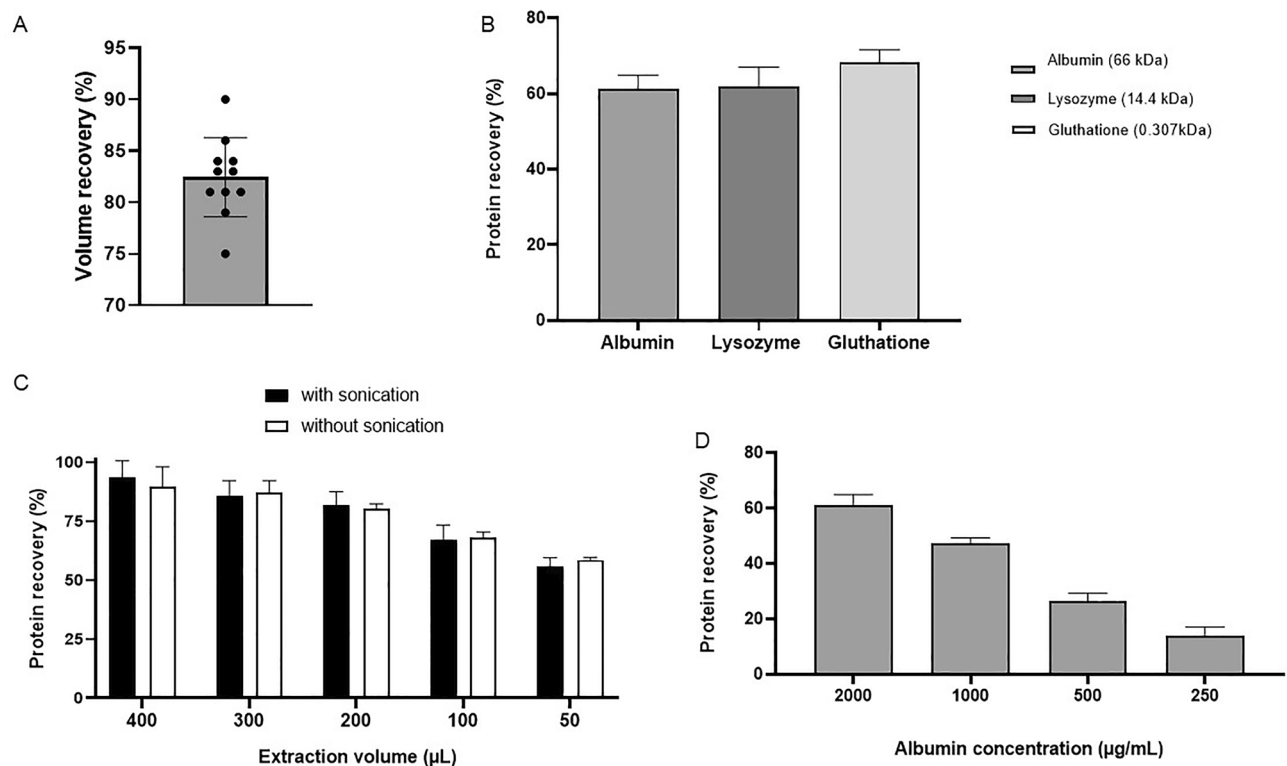 A
Volume recovery (%)
95
90
85
80
75
70
B
Protein recovery (%)
80
60
40
20
0
Albumin
Lysozyme
Gluthatione
Albumin (66 kDa)
Lysozyme (14.4 kDa)
Gluthatione (0.307kDa)
C
with sonication
without sonication
Protein recovery (%)
100
75
50
25
0
400
300
200
100
50
Extraction volume (µL)
D
Protein recovery (%)
80
60
40
20
0
2000
1000
500
250
Albumin concentration (µg/mL)